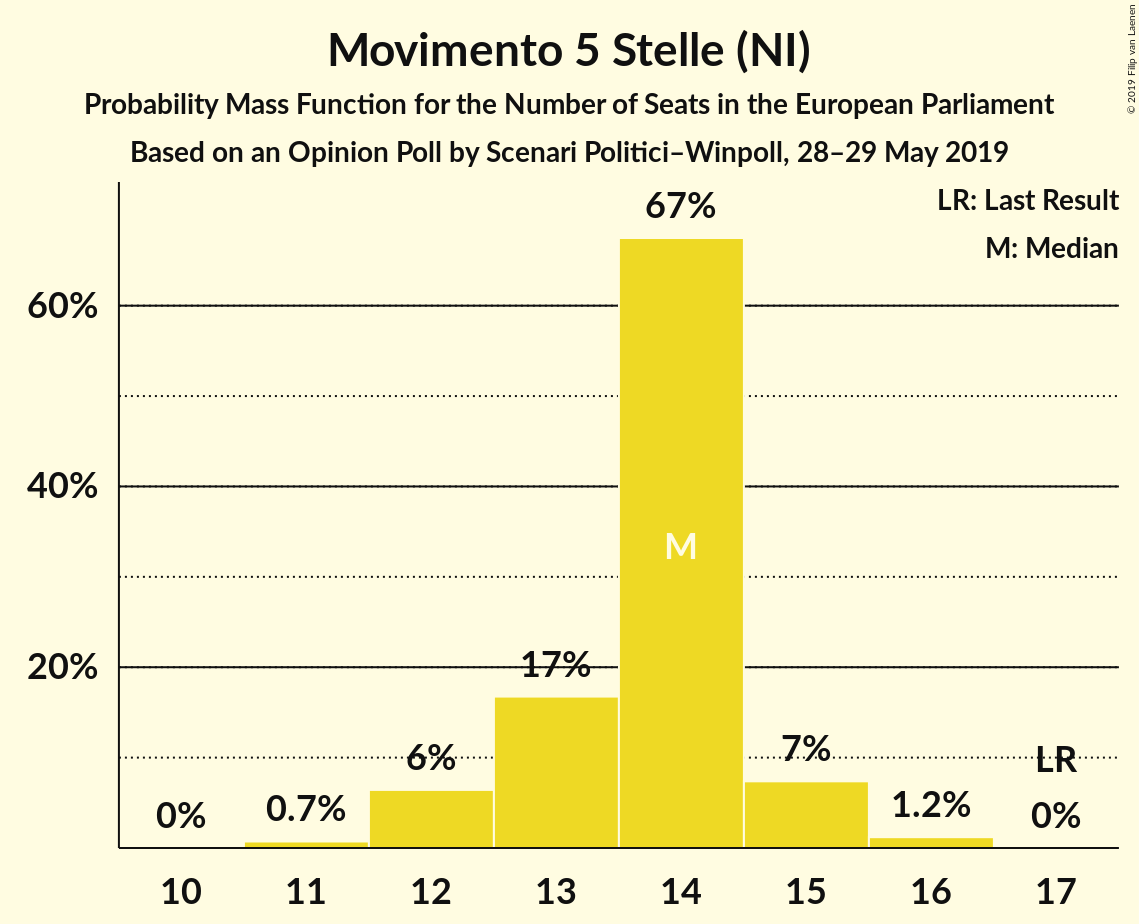 Movimento 5 Stelle (NI)
Probability Mass Function for the Number of Seats in the European Parliament
Based on an Opinion Poll by Scenari Politici–Winpoll, 28–29 May 2019
© 2019 Filip van Laenen
LR: Last Result
M: Median
67%
60%
40%
M
20%
17%
6%
7%
LR
0%
0.7%
1.2%
0%
10 11 12 13 14 15 16 17